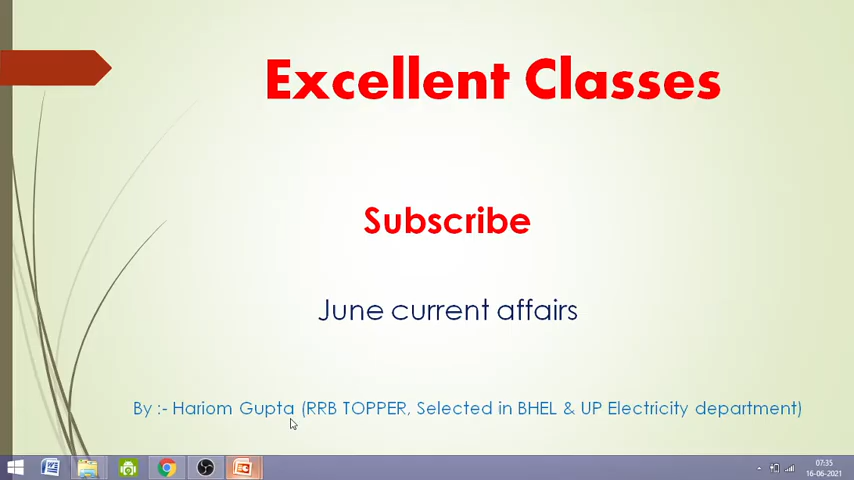 Excellent Classes
Subscribe
June current affairs
By :- Hariom Gupta (RRB TOPPER, Selected in BHEL & UP Electricity department)
07:35
16-06-2021